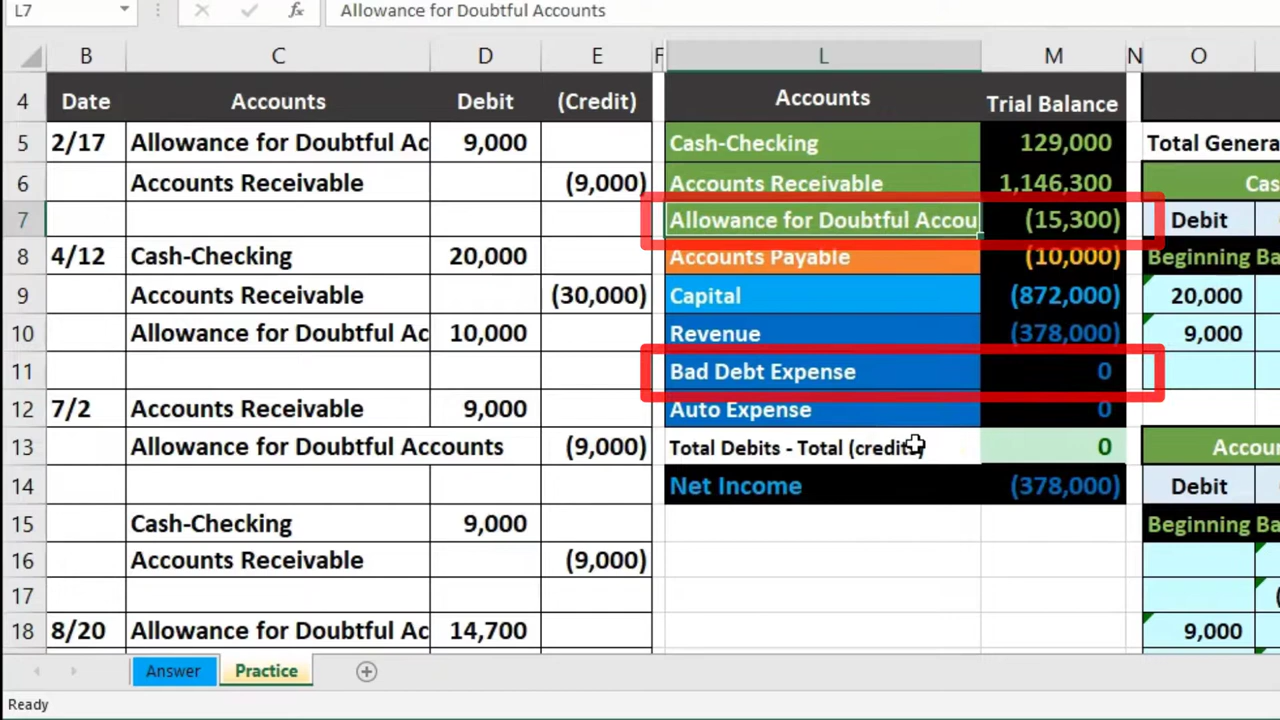 L7 fx Allowance for Doubtful Accounts
B C D E F L M N O
4 Date Accounts Debit (Credit) Accounts Trial Balance
5 2/17 Allowance for Doubtful Ac 9,000 Cash-Checking 129,000 Total Genera
6 Accounts Receivable (9,000) Accounts Receivable 1,146,300 Cas
7 Allowance for Doubtful Accou (15,300) Debit
8 4/12 Cash-Checking 20,000 Accounts Payable (10,000) Beginning Ba
9 Accounts Receivable (30,000) Capital (872,000) 20,000
10 Allowance for Doubtful Ac 10,000 Revenue (378,000) 9,000
11 Bad Debt Expense 0
12 7/2 Accounts Receivable 9,000 Auto Expense 0
13 Allowance for Doubtful Accounts (9,000) Total Debits - Total (credits) 0 Accou
14 Net Income (378,000) Debit
15 Cash-Checking 9,000 Beginning Ba
16 Accounts Receivable (9,000)
17 (
18 8/20 Allowance for Doubtful Ac 14,700 9,000
Answer Practice
Ready